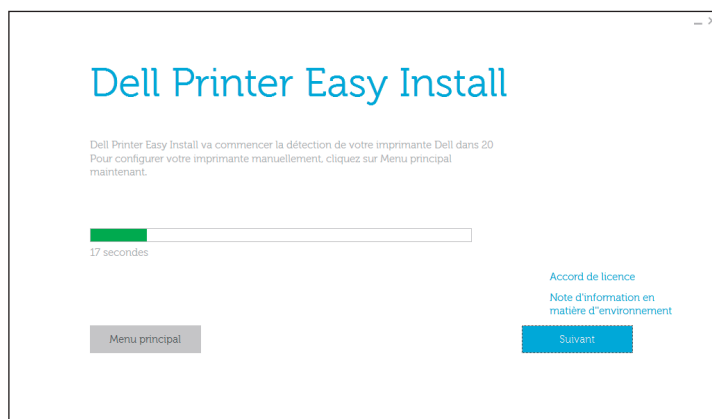 Dell Printer Easy Install
Dell Printer Easy Install va commencer la détection de votre imprimante Dell dans 20
Pour configurer votre imprimante manuellement, cliquez sur Menu principal
maintenant.
17 secondes
Accord de licence
Note d'information en
matière d''environnement
Menu principal
Suivant